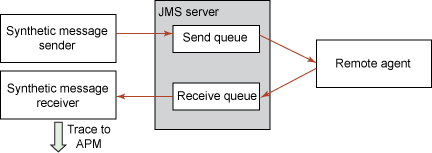 JMS server
Synthetic message
sender
Send queue
Remote agent
Synthetic message
receiver
Receive queue
Trace to
APM